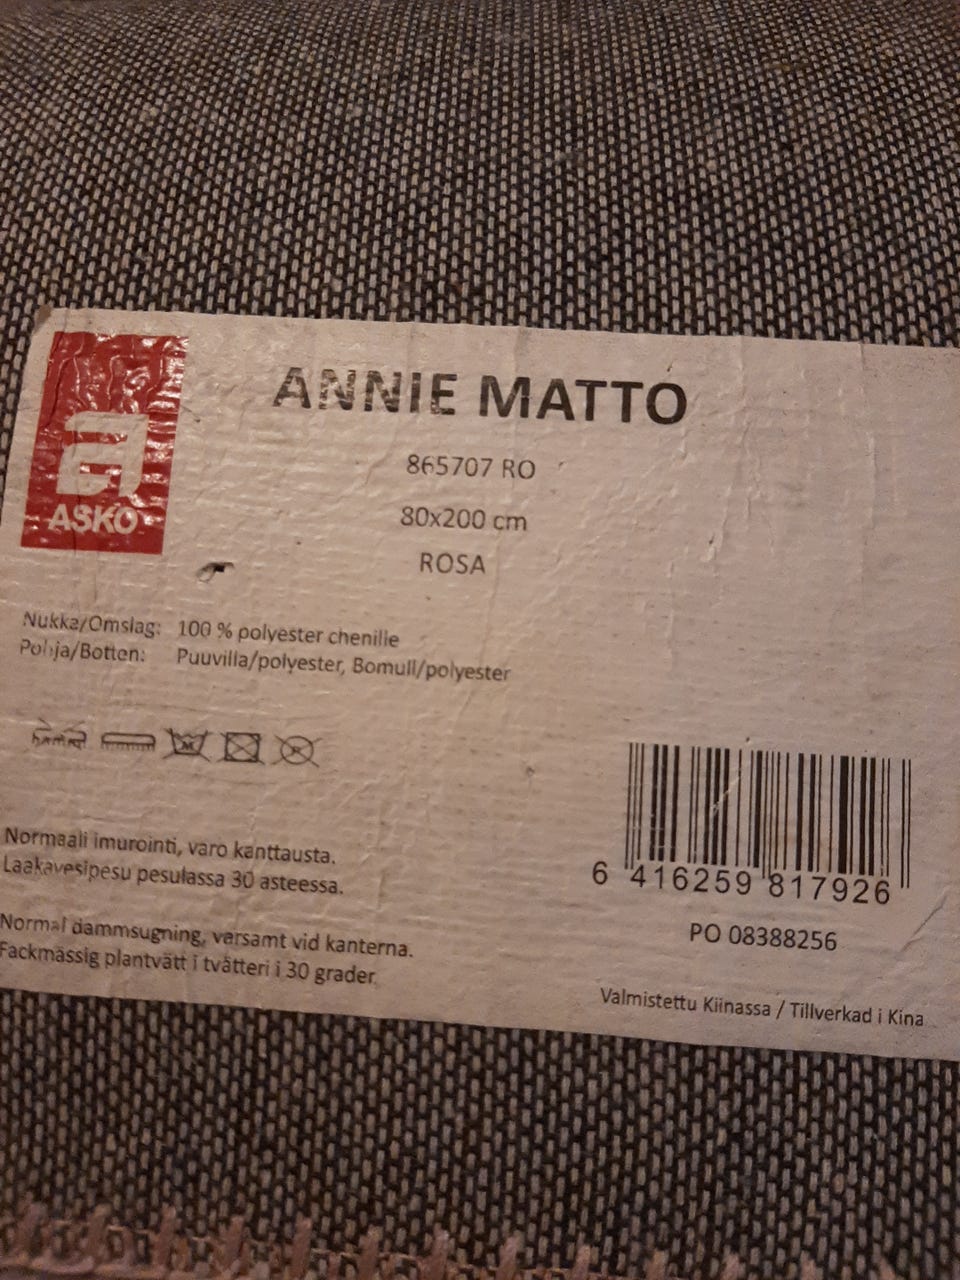 ANNIE MATTO
ASKO
865707 RO
80x200 cm
ROSA
Nukka/Omslag: 100 % polyester chenille
Pohja/Botten: Puuvilla/polyester, Bomull/polyester
Normaali imurointi, varo kanttausta.
Laakavesipesu pesulassa 30 asteessa.
Normal dammsugning, varsamt vid kanterna.
Fackmässig plantvätt i tvätteri i 30 grader.
6 416259 817926
PO 08388256
Valmistettu Kiinassa / Tillverkad i Kina